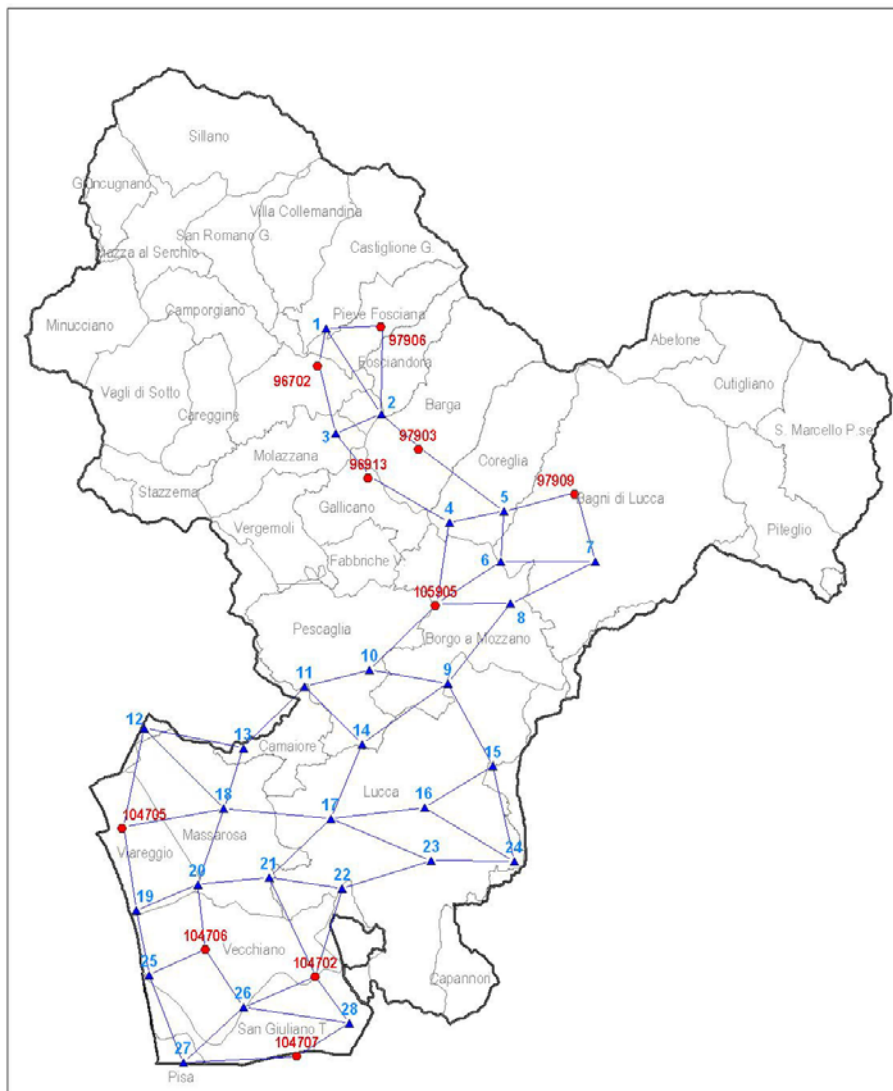 Sillano
Giuncugnano
Villa Collemandina
San Romano G.
Castiglione G.
Piazza al Serchio
Camporgiano
Pieve Fosciana
Minucciano
1
97906
Abetone
Fosciandora
96702
Vagli di Sotto
Cutigliano
Careggine
2
Barga
3
97903
S. Marcello P.se
Molazzana
96913
Coreglia
97909
Stazzema
Gallicano
5
Bagni di Lucca
4
Vergemoli
Piteglio
Fabbriche V.
6
7
105905
8
Pescaglia
Borgo a Mozzano
10
9
11
12
13
Camaiore
14
15
18
Lucca
16
17
104705
Massarosa
Viareggio
23
24
20
21
22
19
104706
Vecchiano
104702
25
Capannori
26
28
San Giuliano T.
27
104707
Pisa